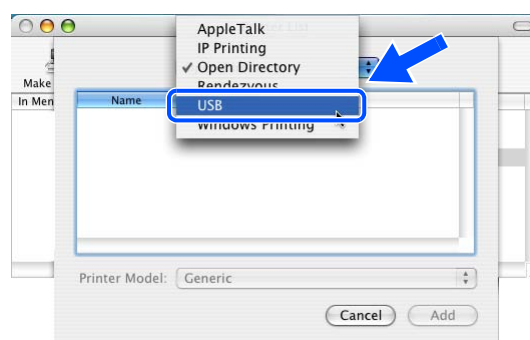 AppleTalk
IP Printing
✓ Open Directory
Rendezvous
Make
In Men
Name
USB
Windows Printing
Printer Model:
Generic
Cancel
Add